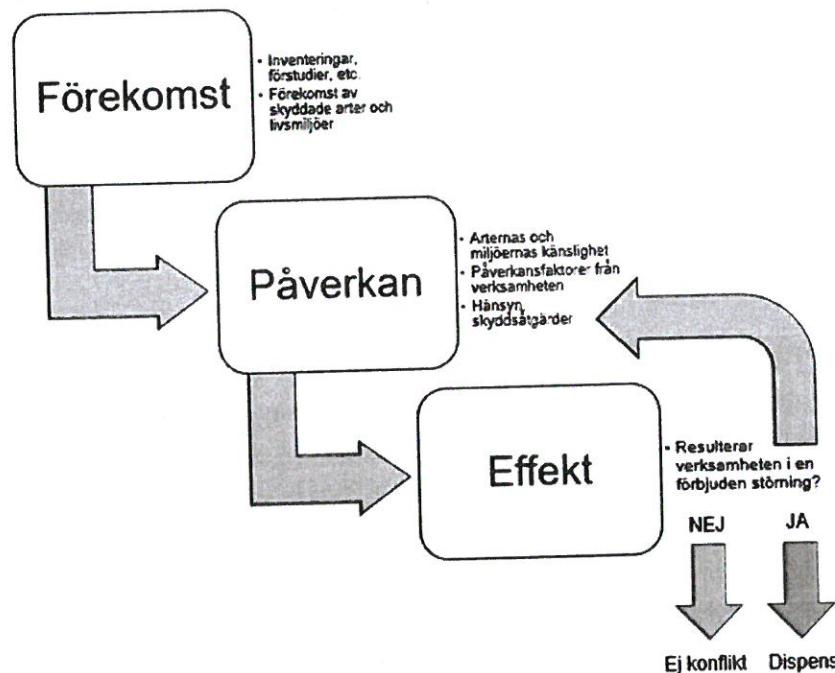 Förekomst
• Inventeringar,
förstudier, etc.
• Förekomst av
skyddade arter och
livsmiljöer
Påverkan
• Arternas och
miljöernas känslighet
• Påverkansfaktorer från
verksamheten
• Hänsyn,
skyddsåtgärder
Effekt
• Resulterar
verksamheten i en
förbjuden störning?
NEJ JA
Ej konflikt Dispens